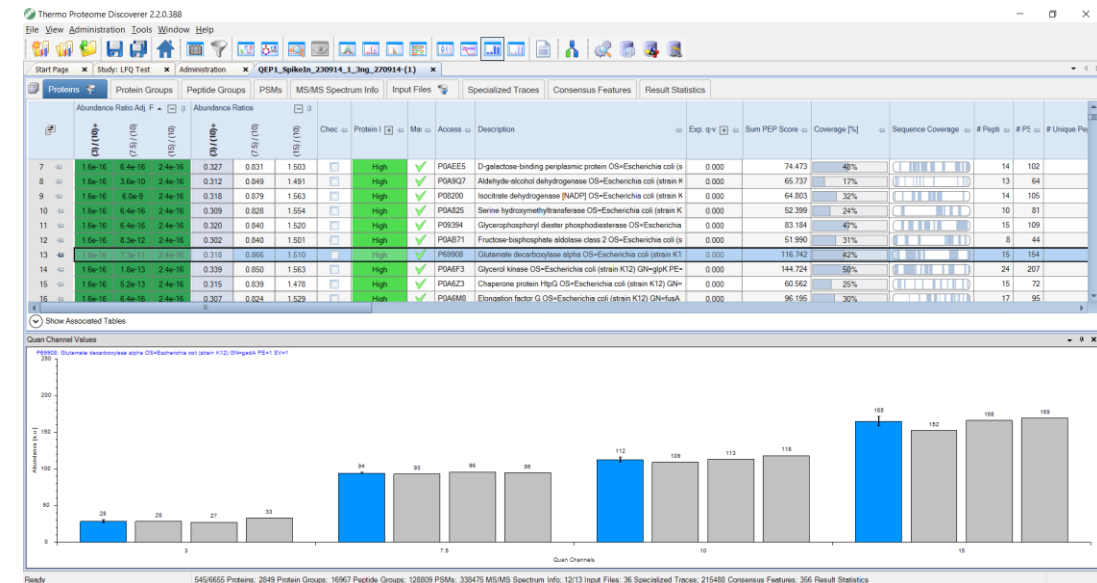 Thermo Proteome Discoverer 2.2.0.388
File View Administration Tools Window Help
Start Page Study: LFQ Test Administration QEP1_SpikeIn_230914_1_3ng_270914-(1)
Proteins Protein Groups Peptide Groups PSMs MS/MS Spectrum Info Input Files Specialized Traces Consensus Features Result Statistics
Abundance Ratio Adj. F Abundance Ratios
(3) / (10) (7.5) / (10) (15) / (10) (3) / (10) (7.5) / (10) (15) / (10) Chec Protein I Mar Access Description Exp. q-v Sum PEP Score Coverage [%] Sequence Coverage # Pepti # PS # Unique Pe
7 1.6e-16 6.4e-16 2.4e-16 0.327 0.831 1.503 High P0AEE5 D-galactose-binding periplasmic protein OS=Escherichia coli (s 0.000 74.473 48% 14 102
8 1.6e-16 3.6e-10 2.4e-16 0.312 0.849 1.491 High P0A9Q7 Aldehyde-alcohol dehydrogenase OS=Escherichia coli (strain K 0.000 65.737 17% 13 64
9 1.6e-16 6.0e-9 2.4e-16 0.318 0.879 1.563 High P08200 Isocitrate dehydrogenase [NADP] OS=Escherichia coli (strain K 0.000 64.803 32% 14 105
10 1.6e-16 6.4e-16 2.4e-16 0.309 0.828 1.554 High P0A825 Serine hydroxymethyltransferase OS=Escherichia coli (strain K 0.000 52.399 24% 10 81
11 1.6e-16 6.4e-16 2.4e-16 0.320 0.840 1.520 High P09394 Glycerophosphoryl diester phosphodiesterase OS=Escherichia 0.000 83.184 47% 15 109
12 1.6e-16 8.3e-12 2.4e-16 0.302 0.840 1.501 High P0AB71 Fructose-bisphosphate aldolase class 2 OS=Escherichia coli (s 0.000 51.990 31% 8 44
13 1.6e-16 7.3e-11 2.4e-16 0.318 0.866 1.510 High P69908 Glutamate decarboxylase alpha OS=Escherichia coli (strain K1 0.000 116.742 42% 15 154
14 1.6e-16 1.8e-13 2.4e-16 0.339 0.850 1.563 High P0A6F3 Glycerol kinase OS=Escherichia coli (strain K12) GN=glpK PE= 0.000 144.724 50% 24 207
15 1.6e-16 5.2e-13 2.4e-16 0.315 0.839 1.478 High P0A6Z3 Chaperone protein HtpG OS=Escherichia coli (strain K12) GN= 0.000 60.562 25% 15 72
16 1.6e-16 6.4e-16 2.4e-16 0.307 0.824 1.529 High P0A6M8 Elongation factor G OS=Escherichia coli (strain K12) GN=fusA 0.000 96.195 30% 17 95
Show Associated Tables
Quan Channel Values
P69908: Glutamate decarboxylase alpha OS=Escherichia coli (strain K12) GN=gadA PE=1 SV=1
250
200
150
100
50
0
Abundance [a.u.]
28 28 27 33
94 93 96 96
112 109 113 118
165 152 166 169
3 7.5 10 15
Quan Channels
Ready 545/6655 Proteins; 2849 Protein Groups; 16967 Peptide Groups; 128809 PSMs; 338475 MS/MS Spectrum Info; 12/13 Input Files; 36 Specialized Traces; 215488 Consensus Features; 356 Result Statistics